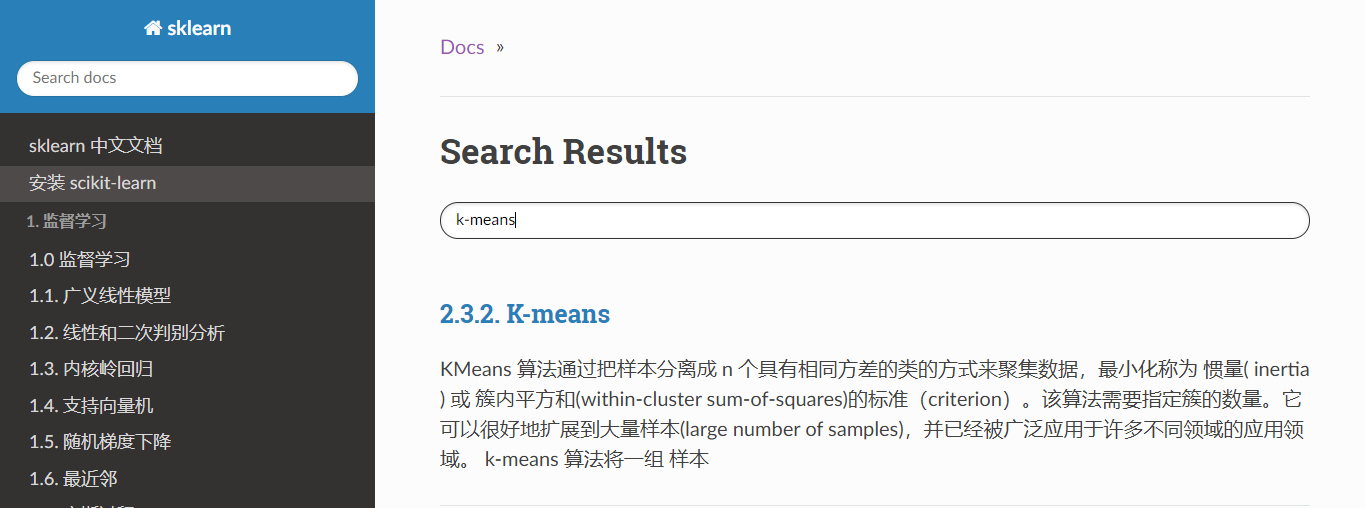 sklearn
Search docs
sklearn 中文文档
安装 scikit-learn
1. 监督学习
1.0 监督学习
1.1. 广义线性模型
1.2. 线性和二次判别分析
1.3. 内核岭回归
1.4. 支持向量机
1.5. 随机梯度下降
1.6. 最近邻
Docs »
Search Results
k-means
2.3.2. K-means
KMeans 算法通过把样本分离成 n 个具有相同方差的类的方式来聚集数据，最小化称为 惯量( inertia
) 或 簇内平方和(within-cluster sum-of-squares)的标准（criterion）。该算法需要指定簇的数量。它
可以很好地扩展到大量样本(large number of samples)，并已经被广泛应用于许多不同领域的应用领
域。 k-means 算法将一组 样本